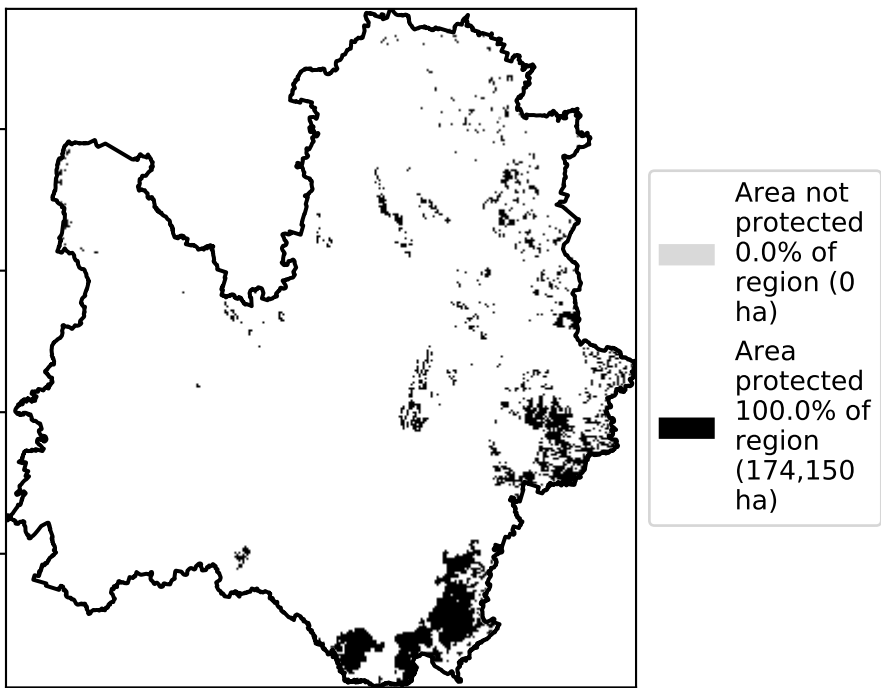 Area not
protected
0.0% of
region (0
ha)
Area
protected
100.0% of
region
(174,150
ha)